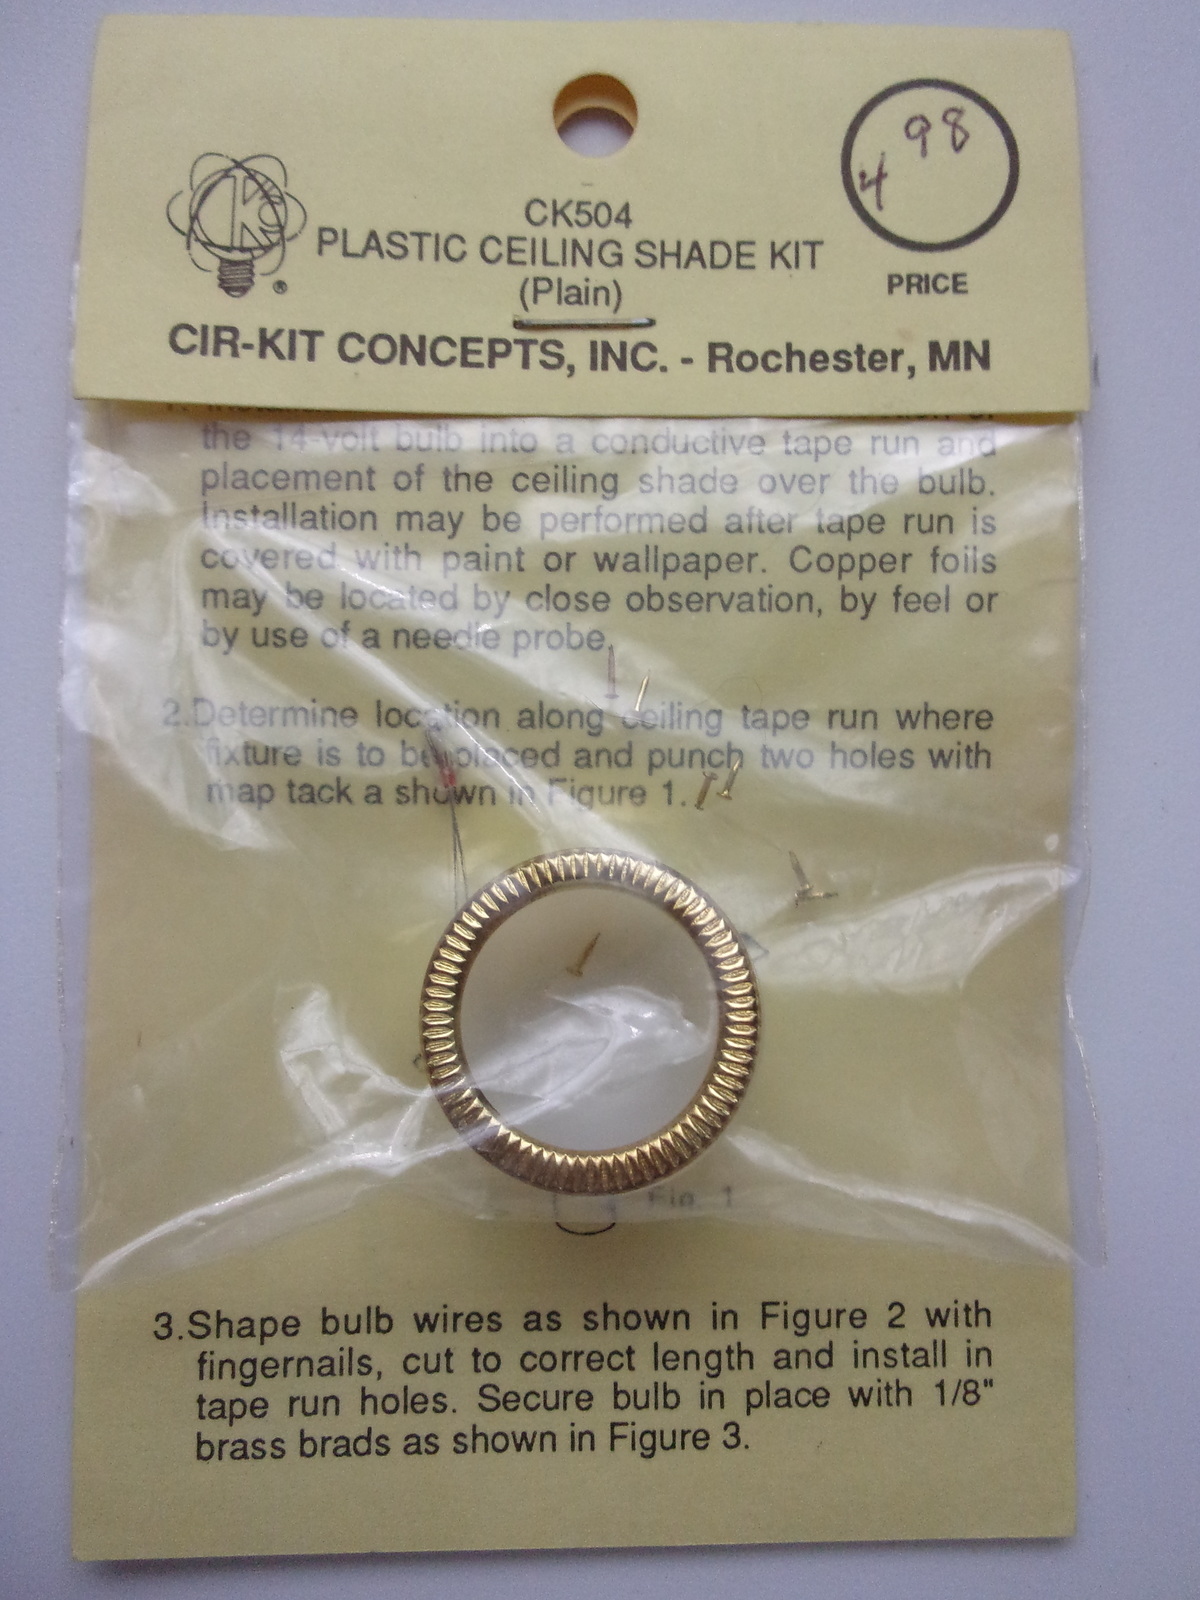 4 98
CK504
PLASTIC CEILING SHADE KIT
(Plain)
PRICE
CIR-KIT CONCEPTS, INC. - Rochester, MN
the 14-volt bulb into a conductive tape run and
placement of the ceiling shade over the bulb.
Installation may be performed after tape run is
covered with paint or wallpaper. Copper foils
may be located by close observation, by feel or
by use of a needle probe.
2.Determine location along ceiling tape run where
fixture is to be placed and punch two holes with
map tack a shown in Figure 1.
Fig. 1
3.Shape bulb wires as shown in Figure 2 with
fingernails, cut to correct length and install in
tape run holes. Secure bulb in place with 1/8"
brass brads as shown in Figure 3.